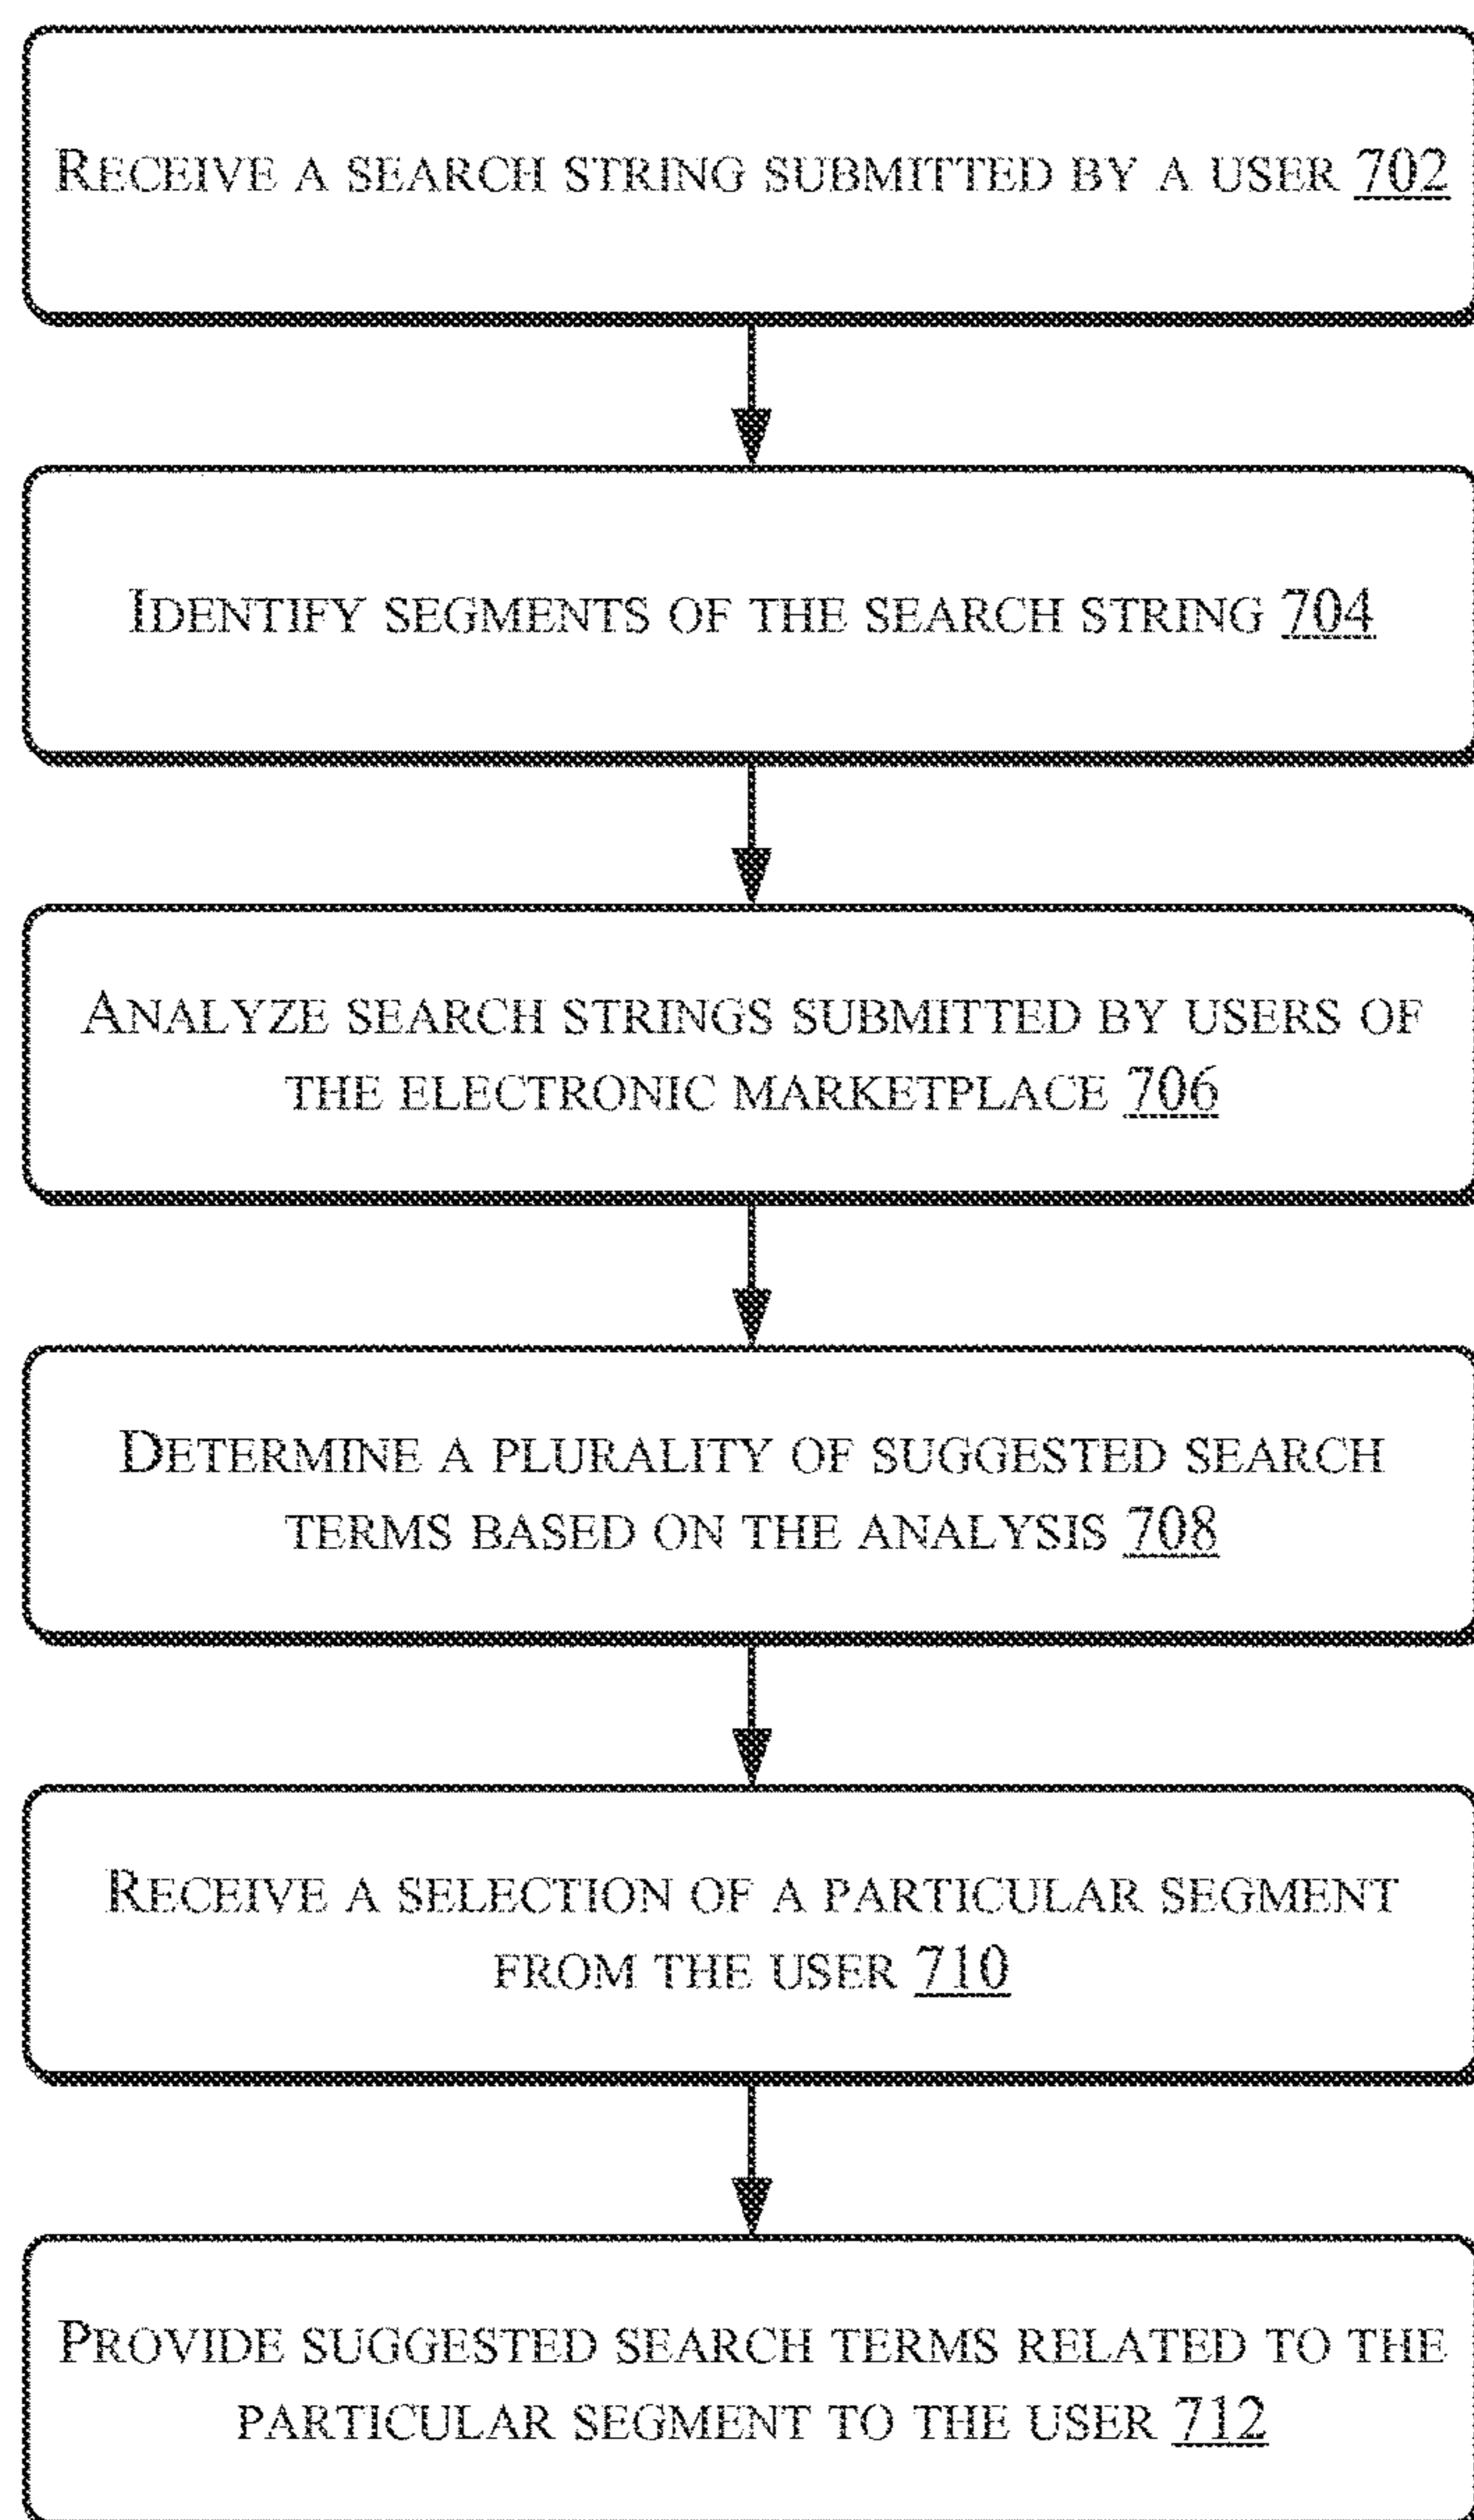 RECEIVE A SEARCH STRING SUBMITTED BY A USER 702
IDENTIFY SEGMENTS OF THE SEARCH STRING 704
ANALYZE SEARCH STRINGS SUBMITTED BY USERS OF
THE ELECTRONIC MARKETPLACE 706
DETERMINE A PLURALITY OF SUGGESTED SEARCH
TERMS BASED ON THE ANALYSIS 708
RECEIVE A SELECTION OF A PARTICULAR SEGMENT
FROM THE USER 710
PROVIDE SUGGESTED SEARCH TERMS RELATED TO THE
PARTICULAR SEGMENT TO THE USER 712